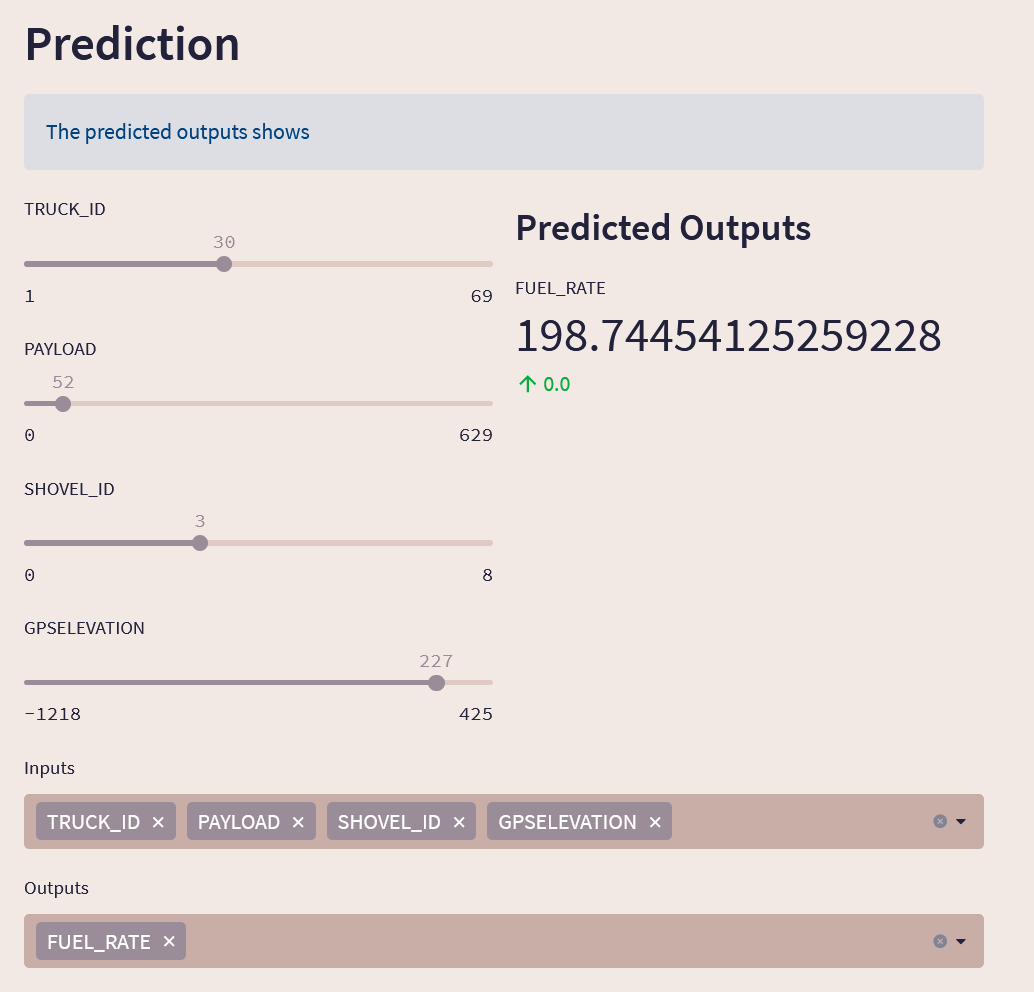 Prediction
The predicted outputs shows
TRUCK_ID
30
1 69
PAYLOAD
52
0 629
SHOVEL_ID
3
0 8
GPSELEVATION
227
-1218 425
Predicted Outputs
FUEL_RATE
198.74454125259228
↑ 0.0
Inputs
TRUCK_ID × PAYLOAD × SHOVEL_ID × GPSELEVATION ×
Outputs
FUEL_RATE ×